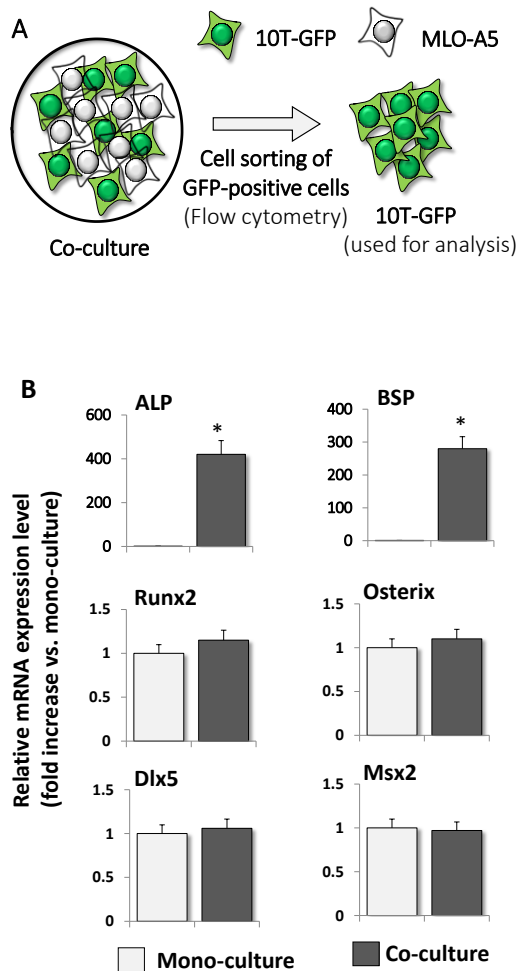 A
10T-GFP
MLO-A5
Cell sorting of
GFP-positive cells
(Flow cytometry)
Co-culture
10T-GFP
(used for analysis)
B
Relative mRNA expression level
(fold increase vs. mono-culture)
ALP
600
400
200
0
*
BSP
400
300
200
100
0
*
Runx2
1.5
1
0.5
0
Osterix
1.5
1
0.5
0
Dlx5
1.5
1
0.5
0
Msx2
1.5
1
0.5
0
Mono-culture
Co-culture